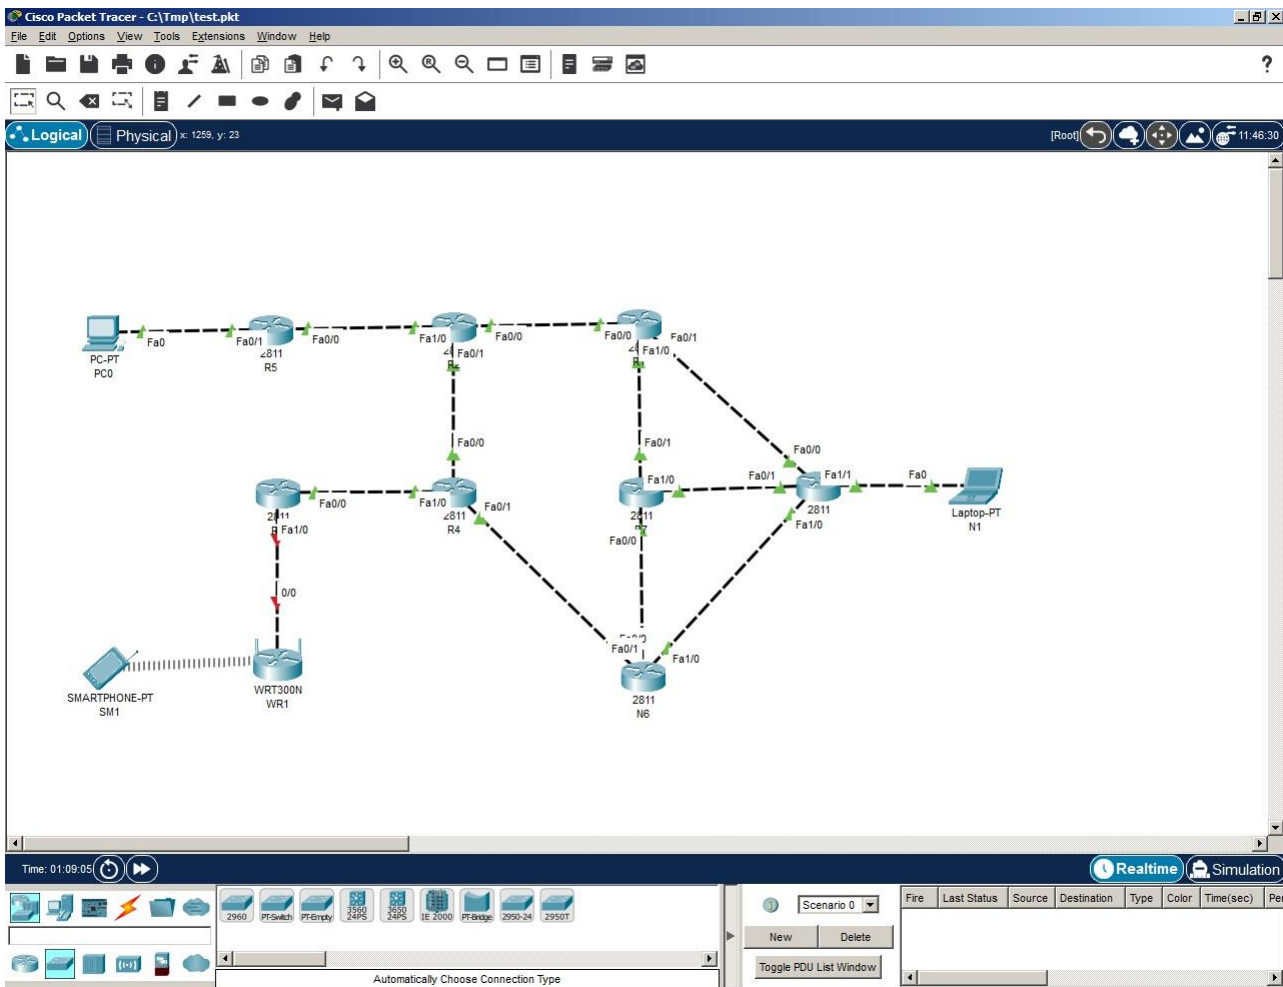 Cisco Packet Tracer - C:\Tmp\test.pkt
File Edit Options View Tools Extensions Window Help
?
Logical Physical x: 1259, y: 23 [Root] 11:46:30
PC-PT
PC0
Fa0
Fa0/1
2811
R5
Fa0/0
Fa1/0
Fa0/1
Fa0/0
Fa0/0
Fa1/0
Fa0/1
Fa0/0
Fa0/1
Fa0/0
Fa0/0
Fa1/0
Fa1/0
2811
R4
Fa0/1
Fa1/0
2811
Fa0/0
Fa0/1
Fa1/1
2811
Fa1/0
Fa0
Laptop-PT
N1
0/0
Fa0/1
Fa1/0
2811
N6
SMARTPHONE-PT
SM1
WRT300N
WR1
Time: 01:09:05 Realtime Simulation
2960 PT-Switch PT-Empty 3560 24PS 3650 24PS IE 2000 PT-Bridge 2950-24 2950T
Automatically Choose Connection Type
Scenario 0
New Delete
Toggle PDU List Window
Fire Last Status Source Destination Type Color Time(sec) Per